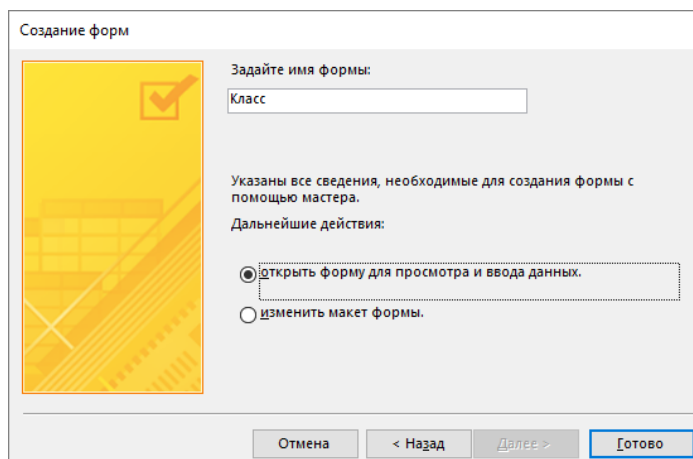 Создание форм
Задайте имя формы:
Класс
Указаны все сведения, необходимые для создания формы с
помощью мастера.
Дальнейшие действия:
открыть форму для просмотра и ввода данных.
изменить макет формы.
Отмена
< Назад
Далее >
Готово